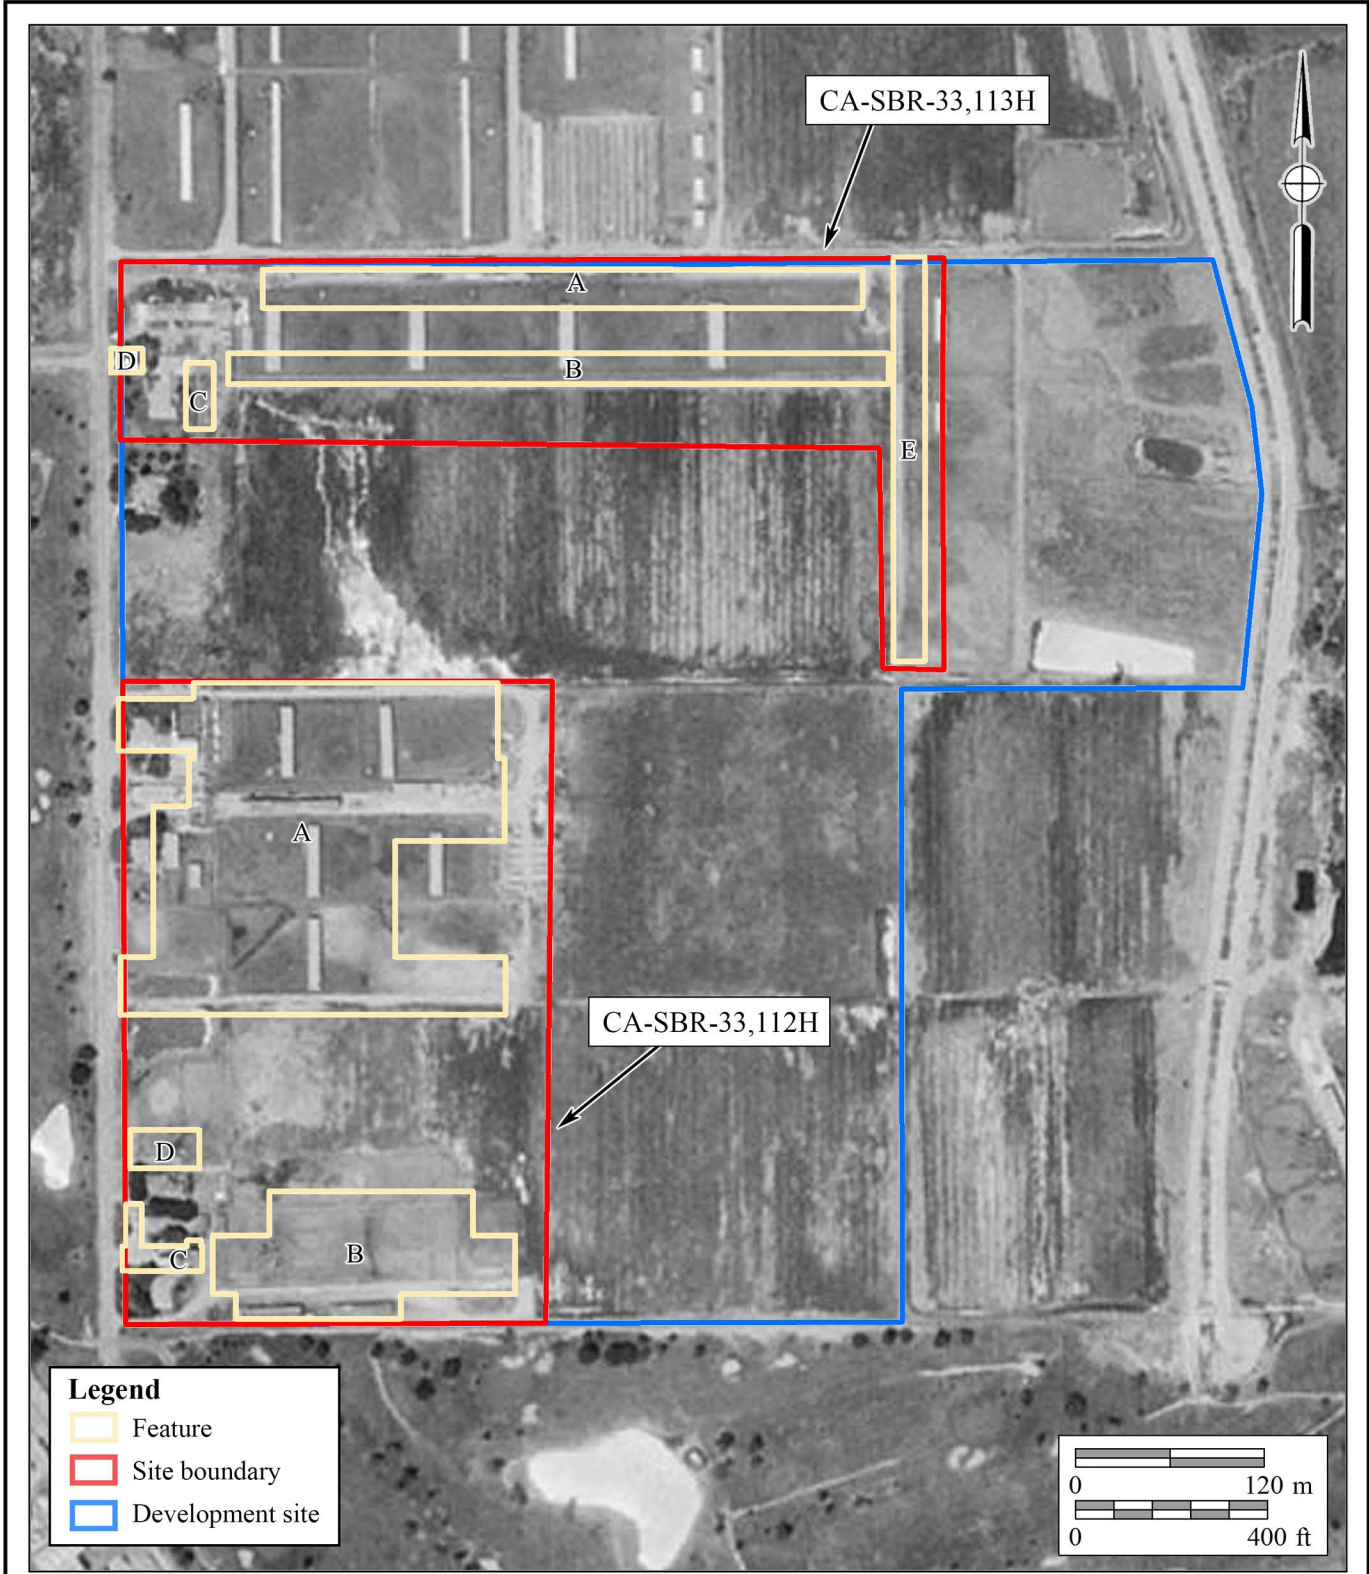 CA-SBR-33,113H
A
D
B
C
E
A
CA-SBR-33,112H
D
B
C
Legend
Feature
Site boundary
Development site
0 120 m
0 400 ft